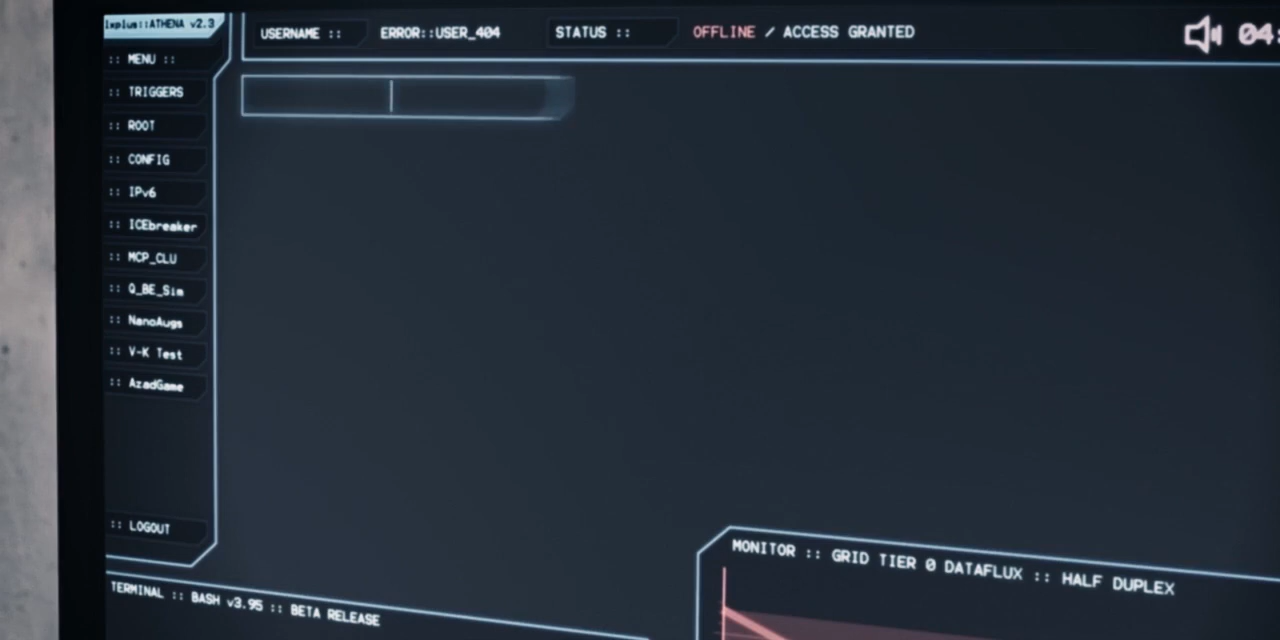 ATHENA v2.3
USERNAME :: ERROR::USER_404 STATUS :: OFFLINE / ACCESS GRANTED 04:
:: MENU ::
:: TRIGGERS
:: ROOT
:: CONFIG
:: IPv6
:: ICEbreaker
:: MCP_CLU
:: Q_BE_Sim
:: NanoAugs
:: V-K Test
:: AzadGame
:: LOGOUT
TERMINAL :: BASH v3.95 :: BETA RELEASE
MONITOR :: GRID TIER 0 DATAFLUX :: HALF DUPLEX